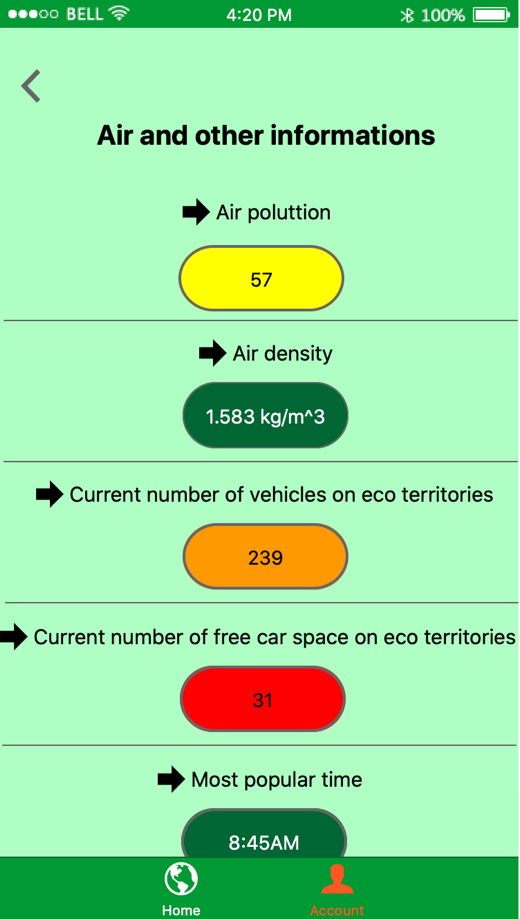 BELL 4:20 PM 100%
Air and other informations
Air poluttion
57
Air density
1.583 kg/m^3
Current number of vehicles on eco territories
239
Current number of free car space on eco territories
31
Most popular time
8:45AM
Home Account